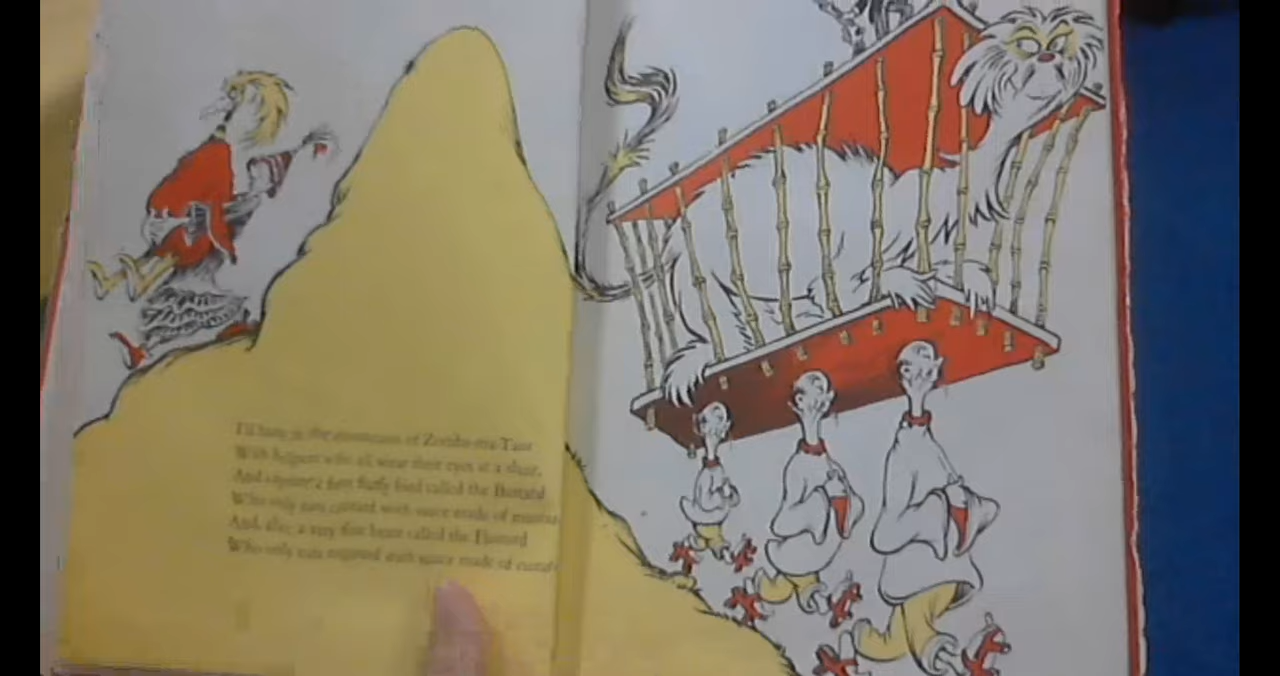 I'll hunt in the mountains of Zomba-ma-Tant
With helpers who all wear their eyes at a slant,
And capture a fine fluffy bird called the Bustard
Who only eats custard with sauce made of mustard
And, also, a very fine beast called the Flustard
Who only eats mustard with sauce made of custard